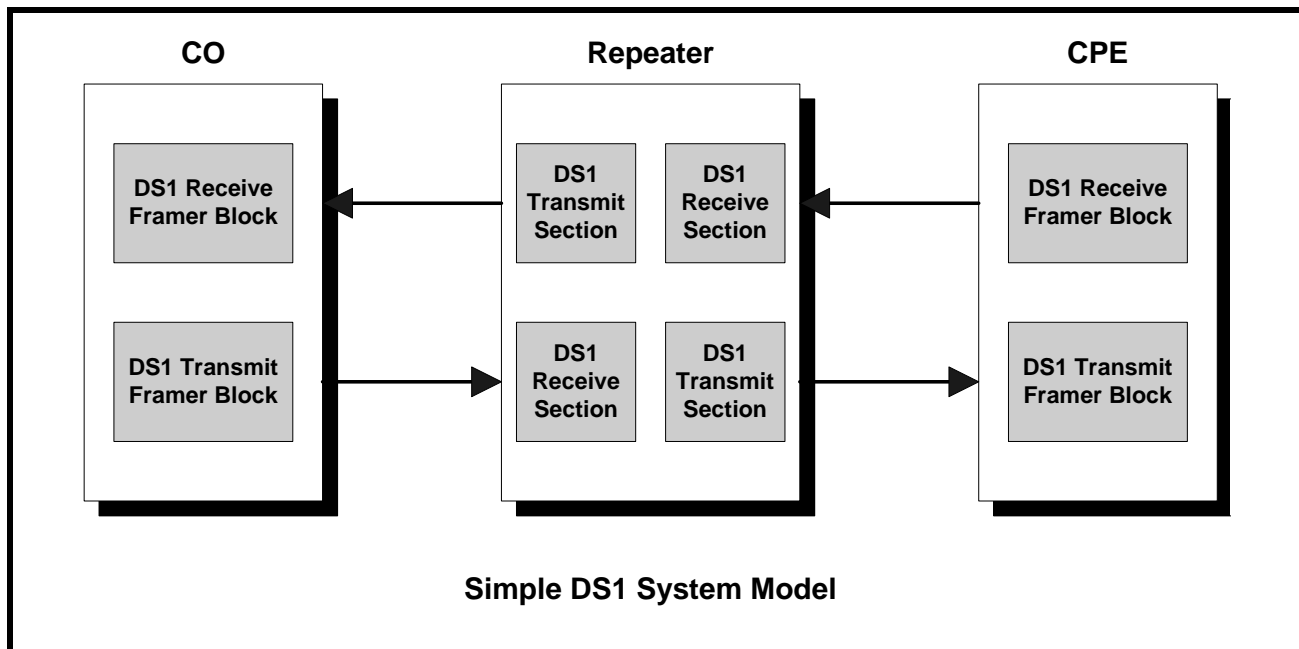 CO
Repeater
CPE
DS1 Receive
Framer Block
DS1
Transmit
Section
DS1
Receive
Section
DS1 Receive
Framer Block
DS1 Transmit
Framer Block
DS1
Receive
Section
DS1
Transmit
Section
DS1 Transmit
Framer Block
Simple DS1 System Model